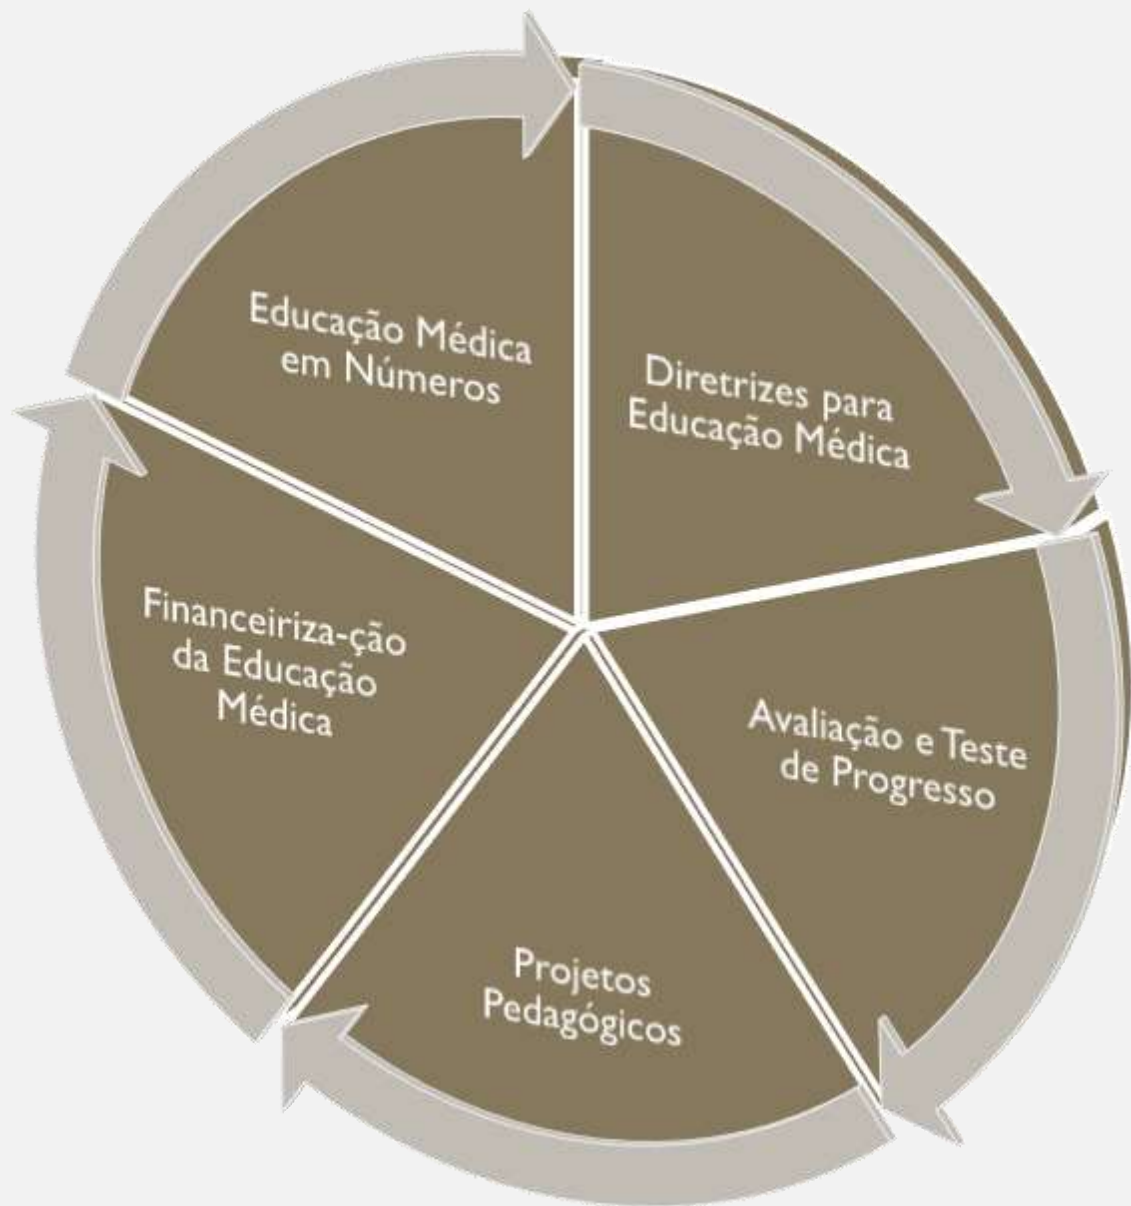 Educação Médica
em Números
Diretrizes para
Educação Médica
Avaliação e Teste
de Progresso
Projetos
Pedagógicos
Financeiriza-ção
da Educação
Médica